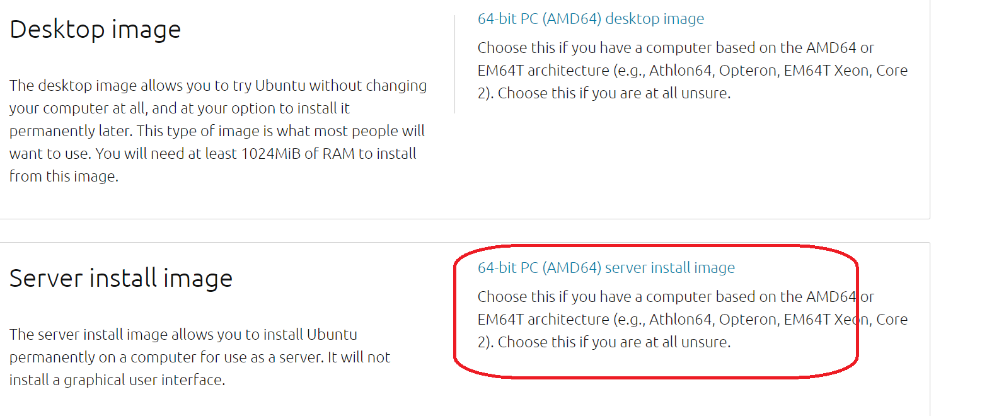 Desktop image
The desktop image allows you to try Ubuntu without changing
your computer at all, and at your option to install it
permanently later. This type of image is what most people will
want to use. You will need at least 1024MiB of RAM to install
from this image.
64-bit PC (AMD64) desktop image
Choose this if you have a computer based on the AMD64 or
EM64T architecture (e.g., Athlon64, Opteron, EM64T Xeon, Core
2). Choose this if you are at all unsure.
Server install image
The server install image allows you to install Ubuntu
permanently on a computer for use as a server. It will not
install a graphical user interface.
64-bit PC (AMD64) server install image
Choose this if you have a computer based on the AMD64 or
EM64T architecture (e.g., Athlon64, Opteron, EM64T Xeon, Core
2). Choose this if you are at all unsure.